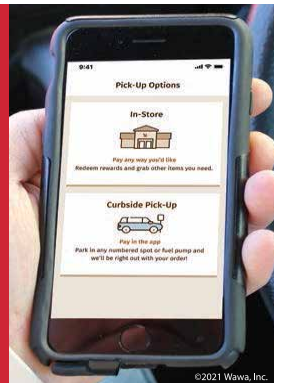 9:41
Pick-Up Options
In-Store
Pay any way you'd like
Redeem rewards and grab other items you need.
Curbside Pick-Up
Pay in the app
Park in any numbered spot or fuel pump and
we'll be right out with your order!
©2021 Wawa, Inc.